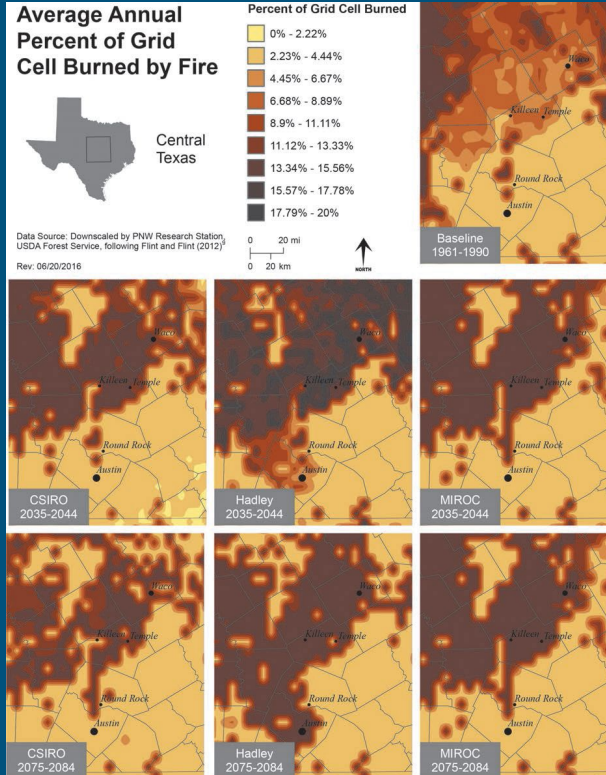 Average Annual
Percent of Grid
Cell Burned by Fire
Central
Texas
Data Source: Downscaled by PNW Research Station,
USDA Forest Service, following Flint and Flint (2012)
Rev: 06/20/2016
Percent of Grid Cell Burned
0% - 2.22%
2.23% - 4.44%
4.45% - 6.67%
6.68% - 8.89%
8.9% - 11.11%
11.12% - 13.33%
13.34% - 15.56%
15.57% - 17.78%
17.79% - 20%
0 20 mi
0 20 km
NORTH
Waco
Killeen Temple
Round Rock
Austin
Baseline
1961-1990
Waco
Killeen Temple
Round Rock
Austin
CSIRO
2035-2044
Waco
Killeen Temple
Round Rock
Austin
Hadley
2035-2044
Waco
Killeen Temple
Round Rock
Austin
MIROC
2035-2044
Waco
Killeen Temple
Round Rock
Austin
CSIRO
2075-2084
Waco
Killeen Temple
Round Rock
Austin
Hadley
2075-2084
Waco
Killeen Temple
Round Rock
Austin
MIROC
2075-2084